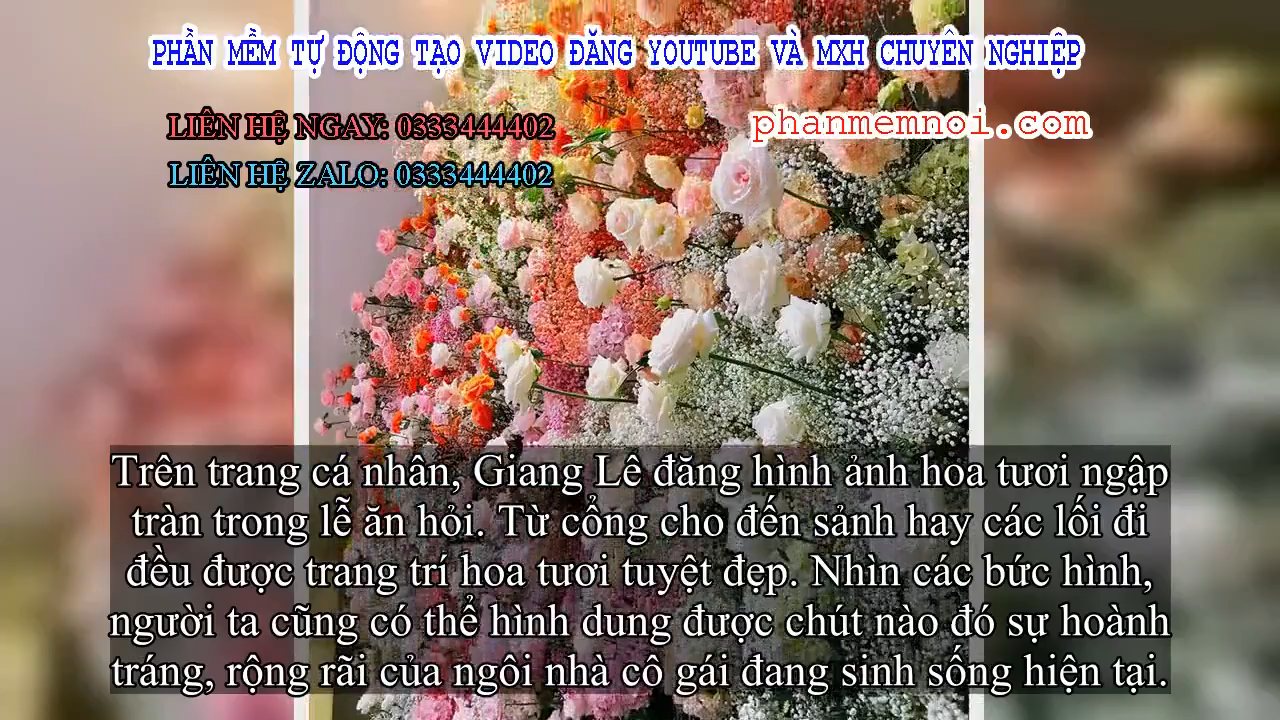 PHẦN MỀM TỰ ĐỘNG TẠO VIDEO ĐĂNG YOUTUBE VÀ MXH CHUYÊN NGHIỆP
LIÊN HỆ NGAY: 0333444402
phanmemnoi.com
LIÊN HỆ ZALO: 0333444402
Trên trang cá nhân, Giang Lê đăng hình ảnh hoa tươi ngập
tràn trong lễ ăn hỏi. Từ cổng cho đến sảnh hay các lối đi
đều được trang trí hoa tươi tuyệt đẹp. Nhìn các bức hình,
người ta cũng có thể hình dung được chút nào đó sự hoành
tráng, rộng rãi của ngôi nhà cô gái đang sinh sống hiện tại.